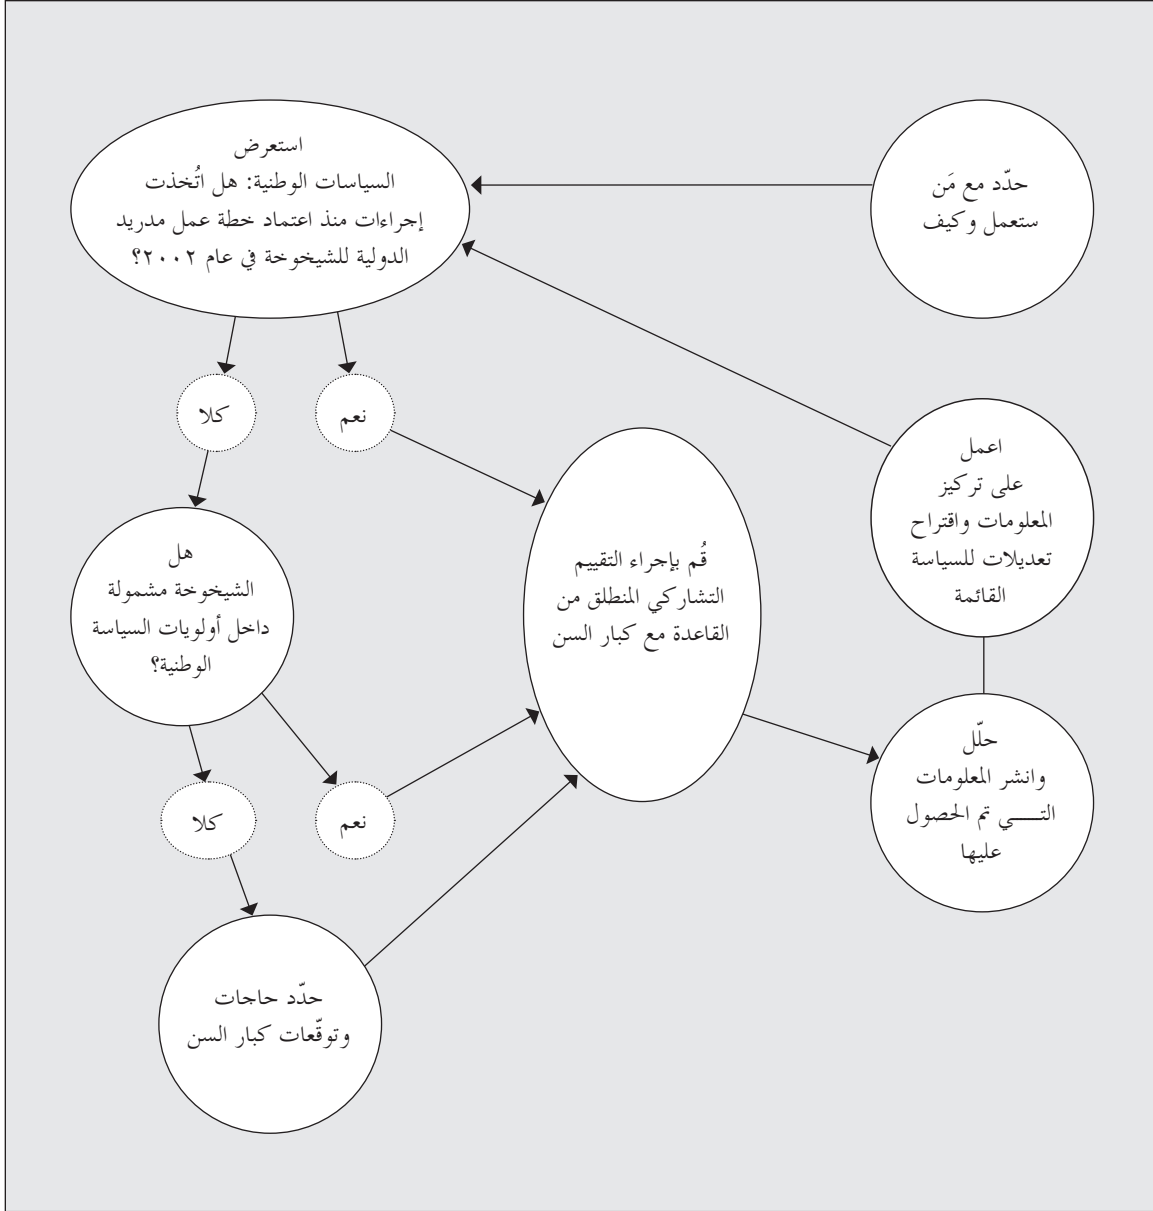 حدّد مع مَن
ستعمل وكيف
استعرض
السياسات الوطنية: هل اتُخذت
إجراءات منذ اعتماد خطة عمل مدريد
الدولية للشيخوخة في عام ٢٠٠٢؟
كلا
نعم
هل
الشيخوخة مشمولة
داخل أولويات السياسة
الوطنية؟
كلا
نعم
حدّد حاجات
وتوقّعات كبار السن
قُم بإجراء التقييم
التشاركي المنطلق من
القاعدة مع كبار السن
حلّل
وانشر المعلومات
التـــــي تم الحصول
عليها
اعمل
على تركيز
المعلومات واقتراح
تعديلات للسياسة
القائمة